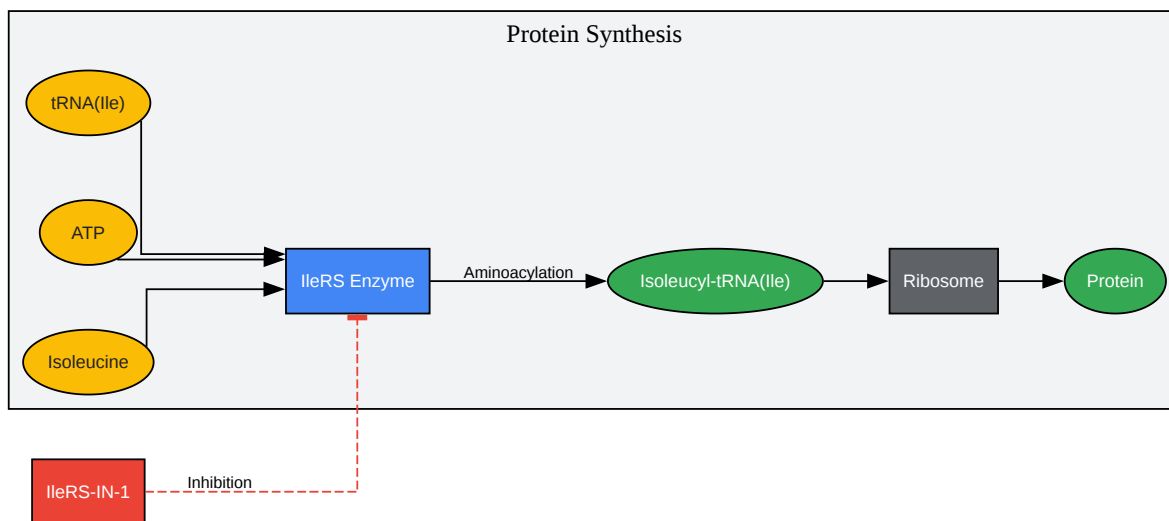 Protein Synthesis
tRNA(Ile)
ATP
Isoleucine
IleRS Enzyme
Aminoacylation
Isoleucyl-tRNA(Ile)
Ribosome
Protein
IleRS-IN-1
Inhibition